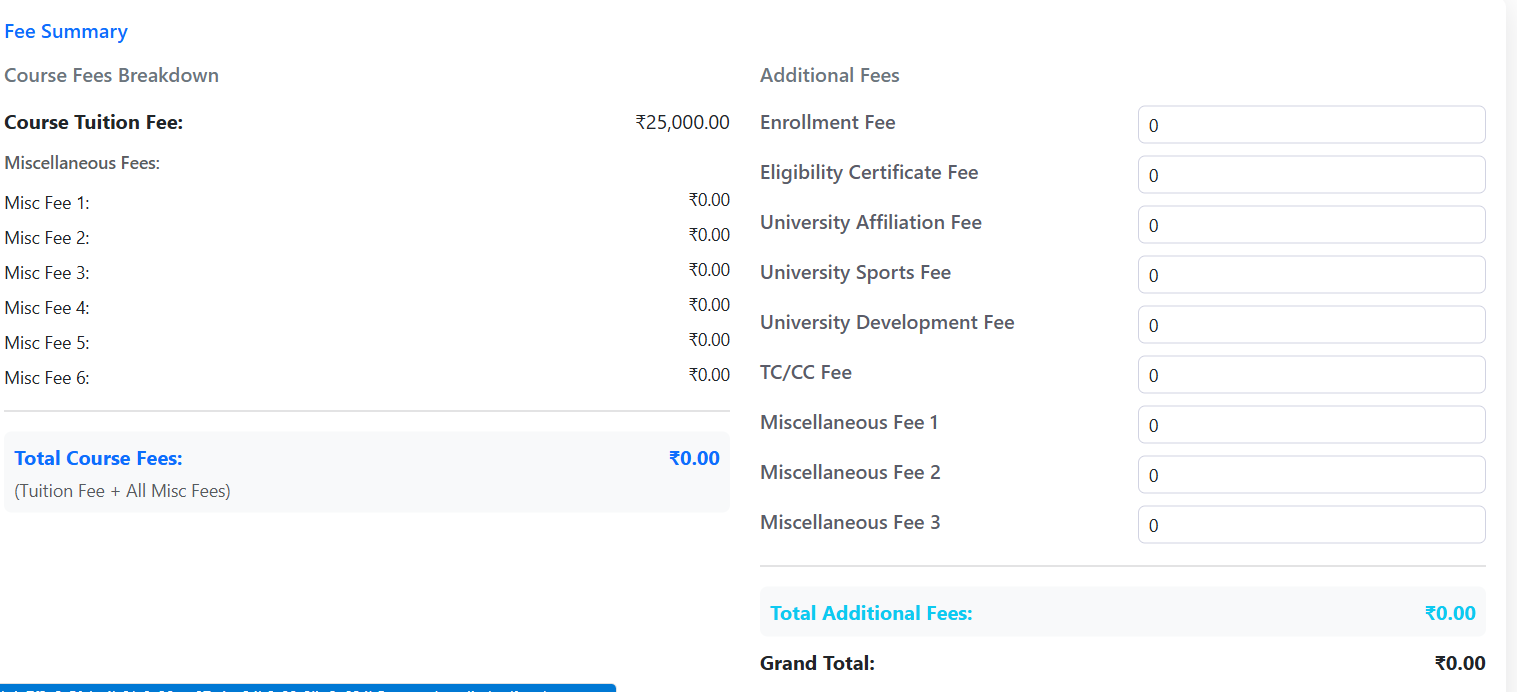 Fee Summary
Course Fees Breakdown
Course Tuition Fee: ₹25,000.00
Miscellaneous Fees:
Misc Fee 1: ₹0.00
Misc Fee 2: ₹0.00
Misc Fee 3: ₹0.00
Misc Fee 4: ₹0.00
Misc Fee 5: ₹0.00
Misc Fee 6: ₹0.00
Total Course Fees: ₹0.00
(Tuition Fee + All Misc Fees)
Additional Fees
Enrollment Fee 0
Eligibility Certificate Fee 0
University Affiliation Fee 0
University Sports Fee 0
University Development Fee 0
TC/CC Fee 0
Miscellaneous Fee 1 0
Miscellaneous Fee 2 0
Miscellaneous Fee 3 0
Total Additional Fees: ₹0.00
Grand Total: ₹0.00